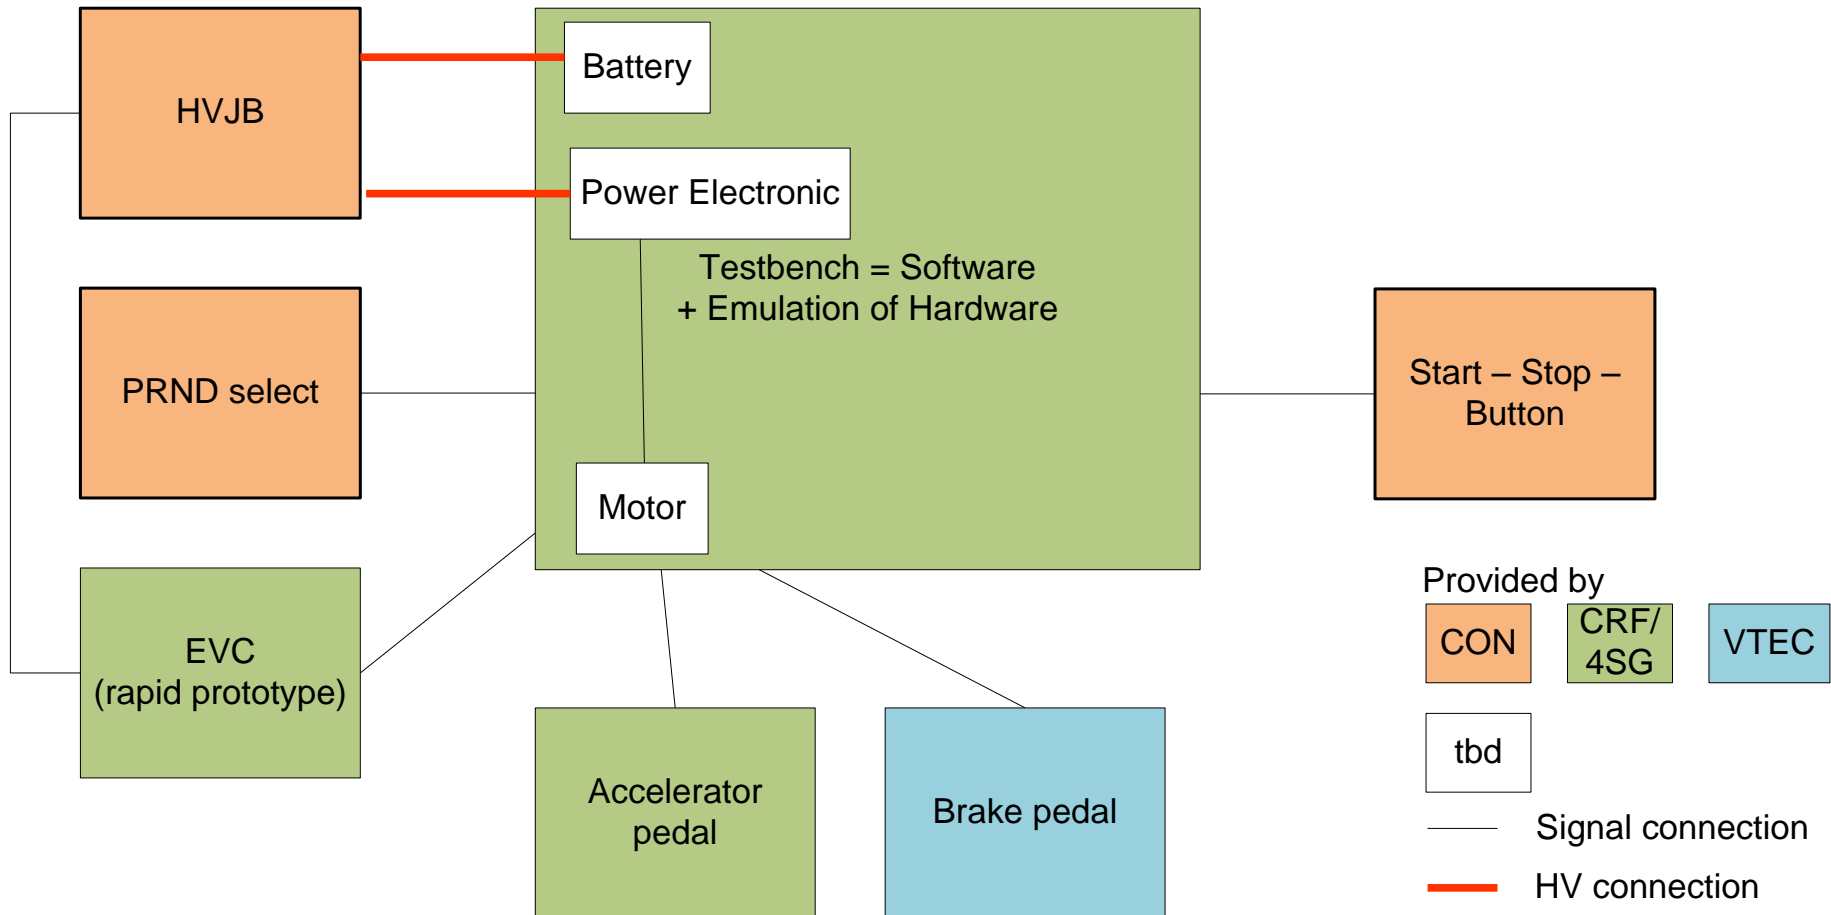 HVJB
Battery
Power Electronic
Testbench = Software
+ Emulation of Hardware
PRND select
Start – Stop –
Button
Motor
EVC
(rapid prototype)
Accelerator
pedal
Brake pedal
Provided by
CON
CRF/
4SG
VTEC
tbd
Signal connection
HV connection